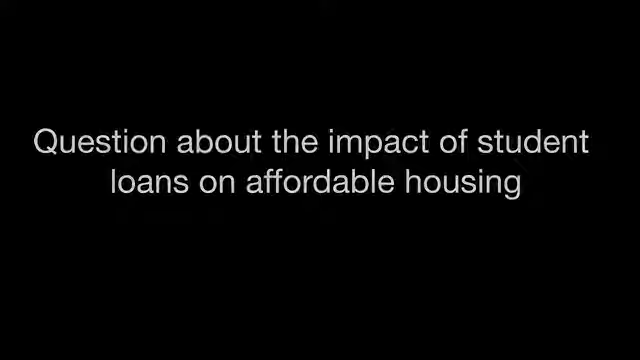 Question about the impact of student
loans on affordable housing